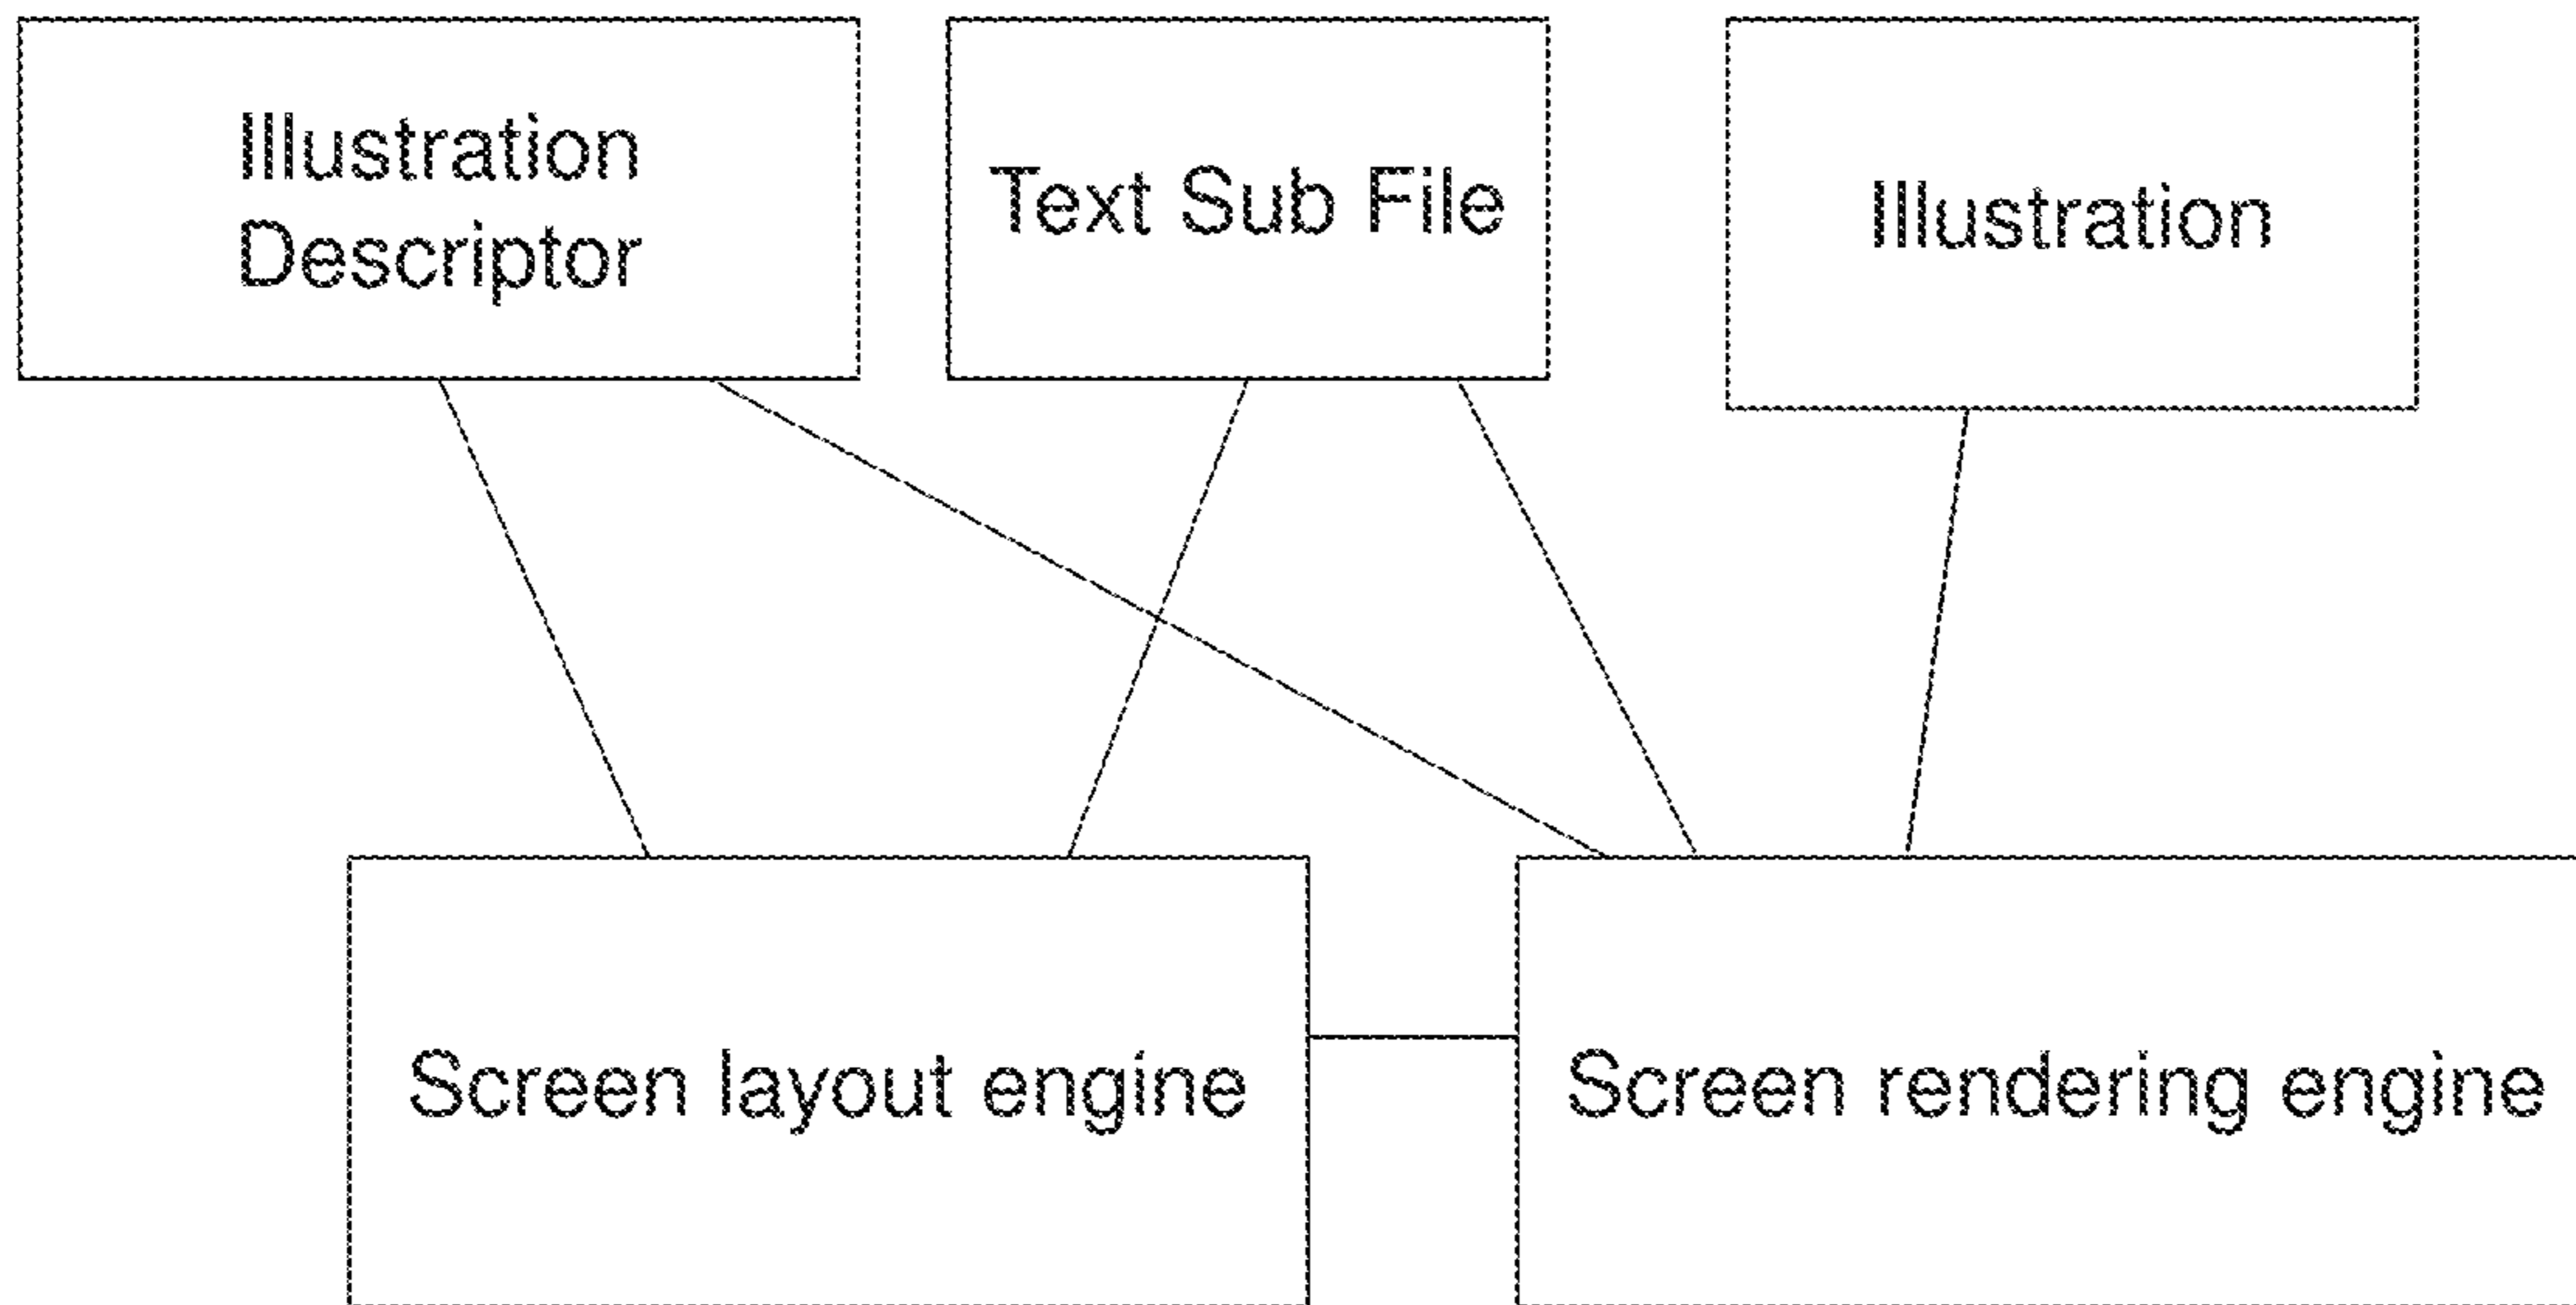 Illustration
Descriptor
Text Sub File
Illustration
Screen layout engine
Screen rendering engine